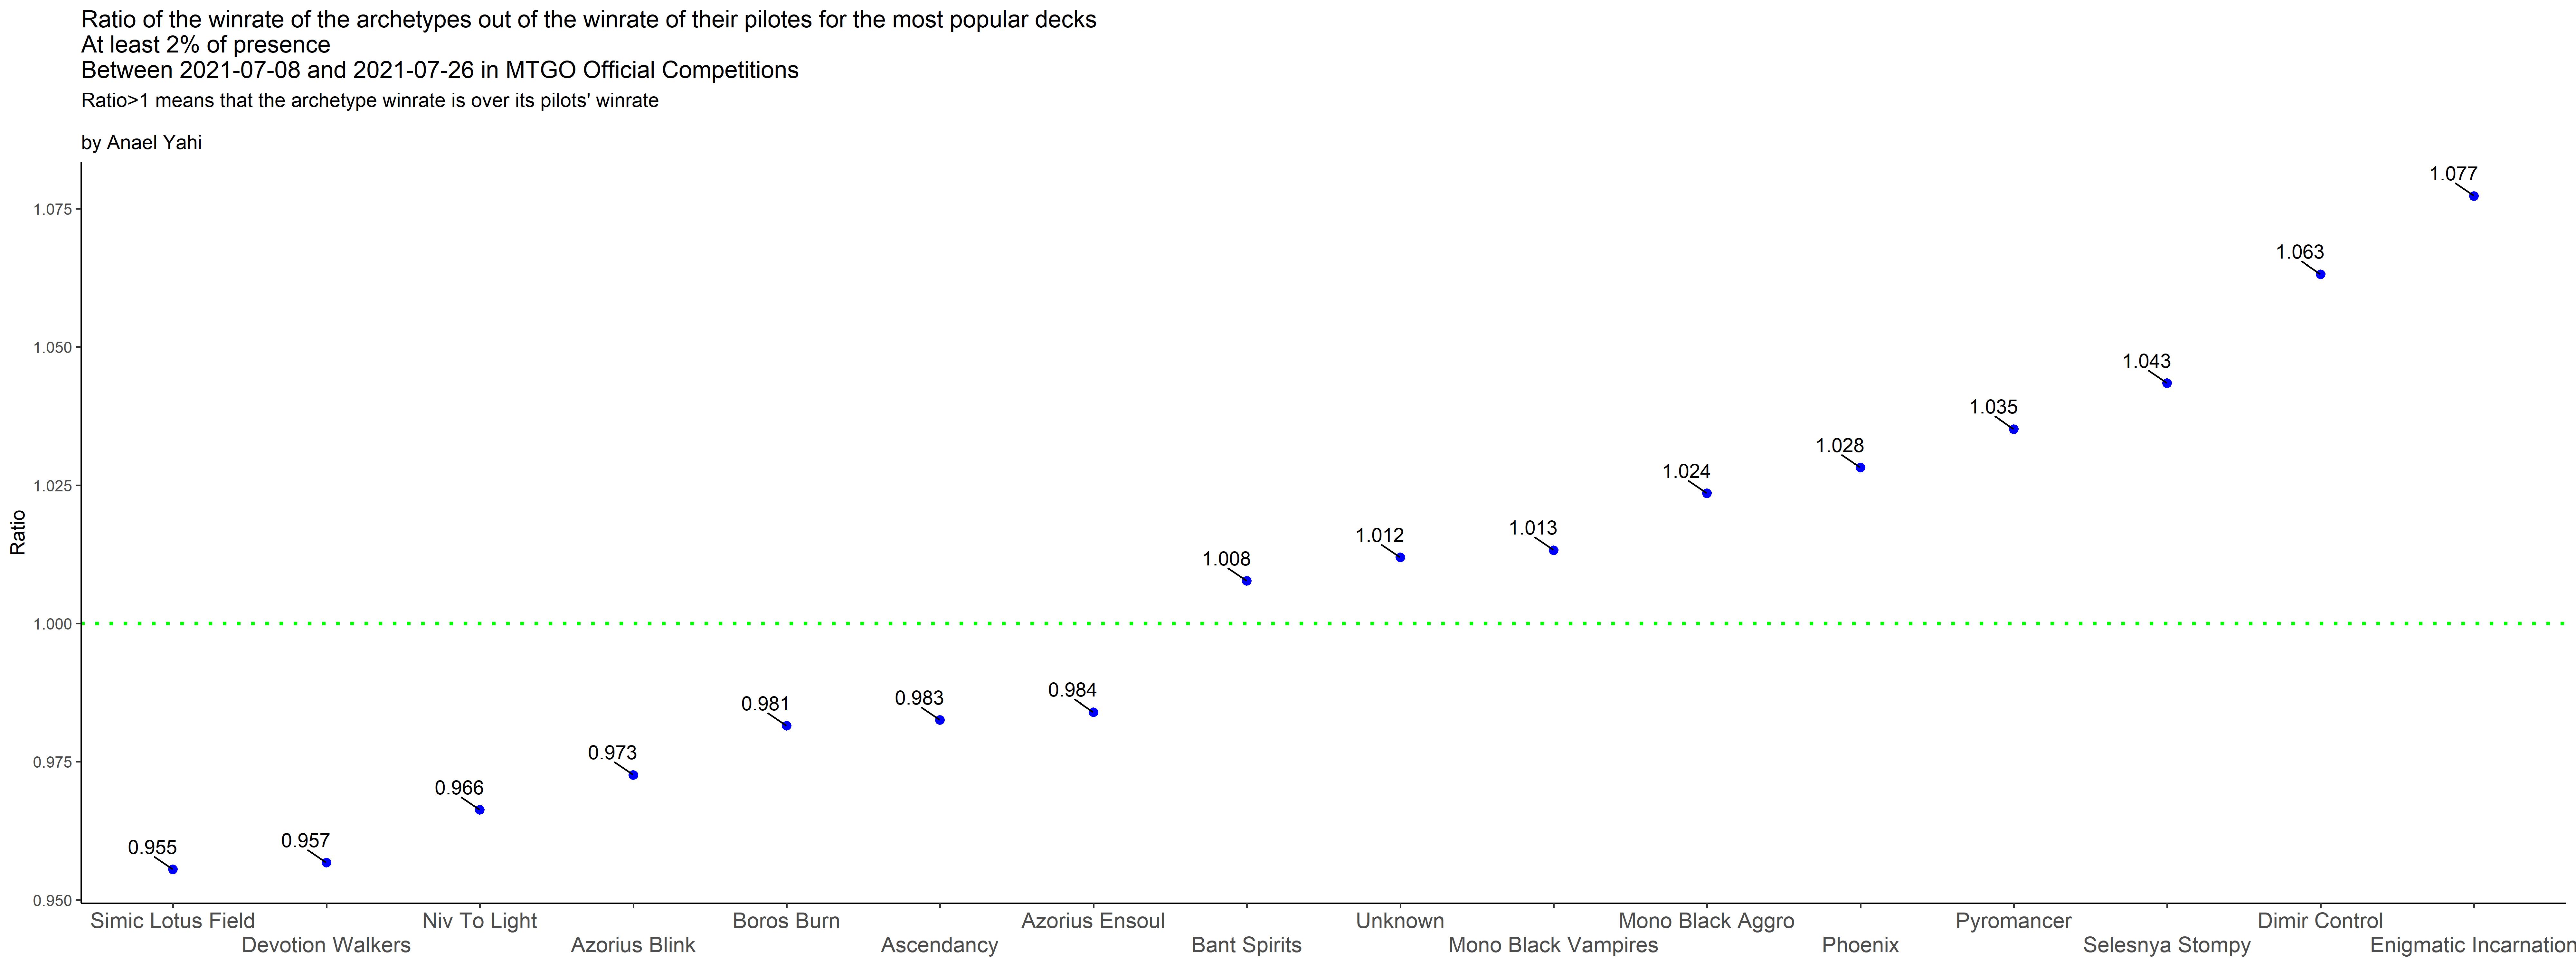 Ratio of the winrate of the archetypes out of the winrate of their pilotes for the most popular decks
At least 2% of presence
Between 2021-07-08 and 2021-07-26 in MTGO Official Competitions
Ratio>1 means that the archetype winrate is over its pilots' winrate
by Anael Yahi
Ratio
1.075
1.050
1.025
1.000
0.975
0.950
0.955
0.957
0.966
0.973
0.981
0.983
0.984
1.008
1.012
1.013
1.024
1.028
1.035
1.043
1.063
1.077
Simic Lotus Field
Devotion Walkers
Niv To Light
Azorius Blink
Boros Burn
Ascendancy
Azorius Ensoul
Bant Spirits
Unknown
Mono Black Vampires
Mono Black Aggro
Phoenix
Pyromancer
Selesnya Stompy
Dimir Control
Enigmatic Incarnation